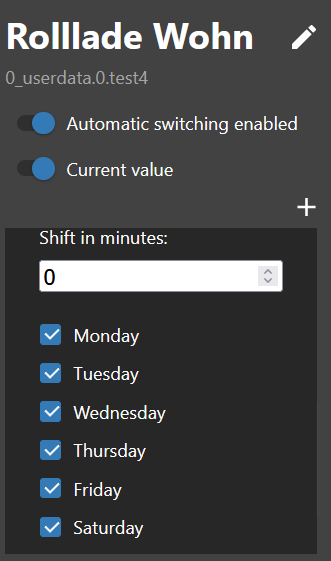 Rolllade Wohn
0_userdata.0.test4
Automatic switching enabled
Current value
Shift in minutes:
0
Monday
Tuesday
Wednesday
Thursday
Friday
Saturday